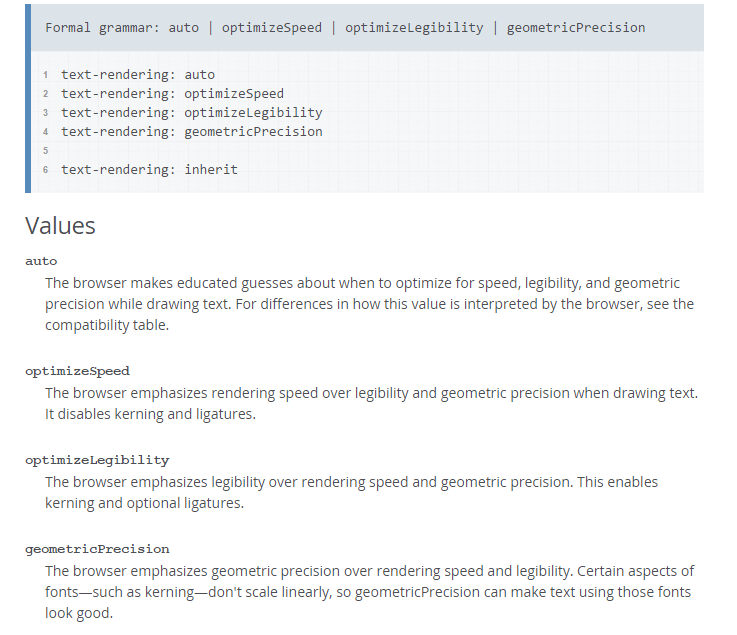 Formal grammar: auto | optimizeSpeed | optimizeLegibility | geometricPrecision
1 text-rendering: auto
2 text-rendering: optimizeSpeed
3 text-rendering: optimizeLegibility
4 text-rendering: geometricPrecision
5
6 text-rendering: inherit
Values
auto
The browser makes educated guesses about when to optimize for speed, legibility, and geometric
precision while drawing text. For differences in how this value is interpreted by the browser, see the
compatibility table.
optimizeSpeed
The browser emphasizes rendering speed over legibility and geometric precision when drawing text.
It disables kerning and ligatures.
optimizeLegibility
The browser emphasizes legibility over rendering speed and geometric precision. This enables
kerning and optional ligatures.
geometricPrecision
The browser emphasizes geometric precision over rendering speed and legibility. Certain aspects of
fonts—such as kerning—don't scale linearly, so geometricPrecision can make text using those fonts
look good.